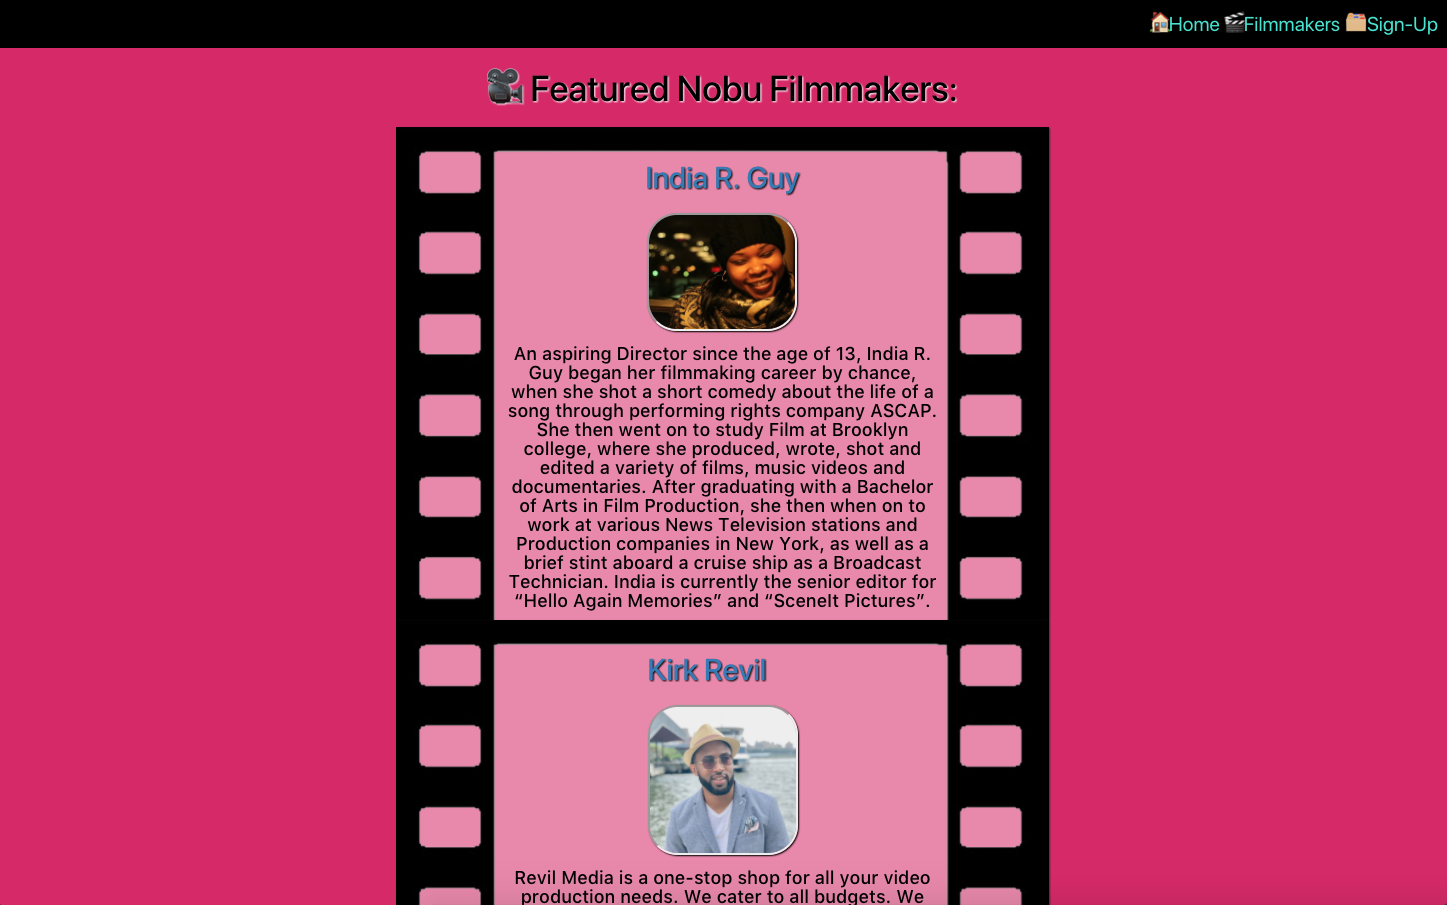 Home Filmmakers Sign-Up
Featured Nobu Filmmakers:
India R. Guy
An aspiring Director since the age of 13, India R.
Guy began her filmmaking career by chance,
when she shot a short comedy about the life of a
song through performing rights company ASCAP.
She then went on to study Film at Brooklyn
college, where she produced, wrote, shot and
edited a variety of films, music videos and
documentaries. After graduating with a Bachelor
of Arts in Film Production, she then when on to
work at various News Television stations and
Production companies in New York, as well as a
brief stint aboard a cruise ship as a Broadcast
Technician. India is currently the senior editor for
“Hello Again Memories” and “SceneIt Pictures”.
Kirk Revil
Revil Media is a one-stop shop for all your video
production needs. We cater to all budgets. We